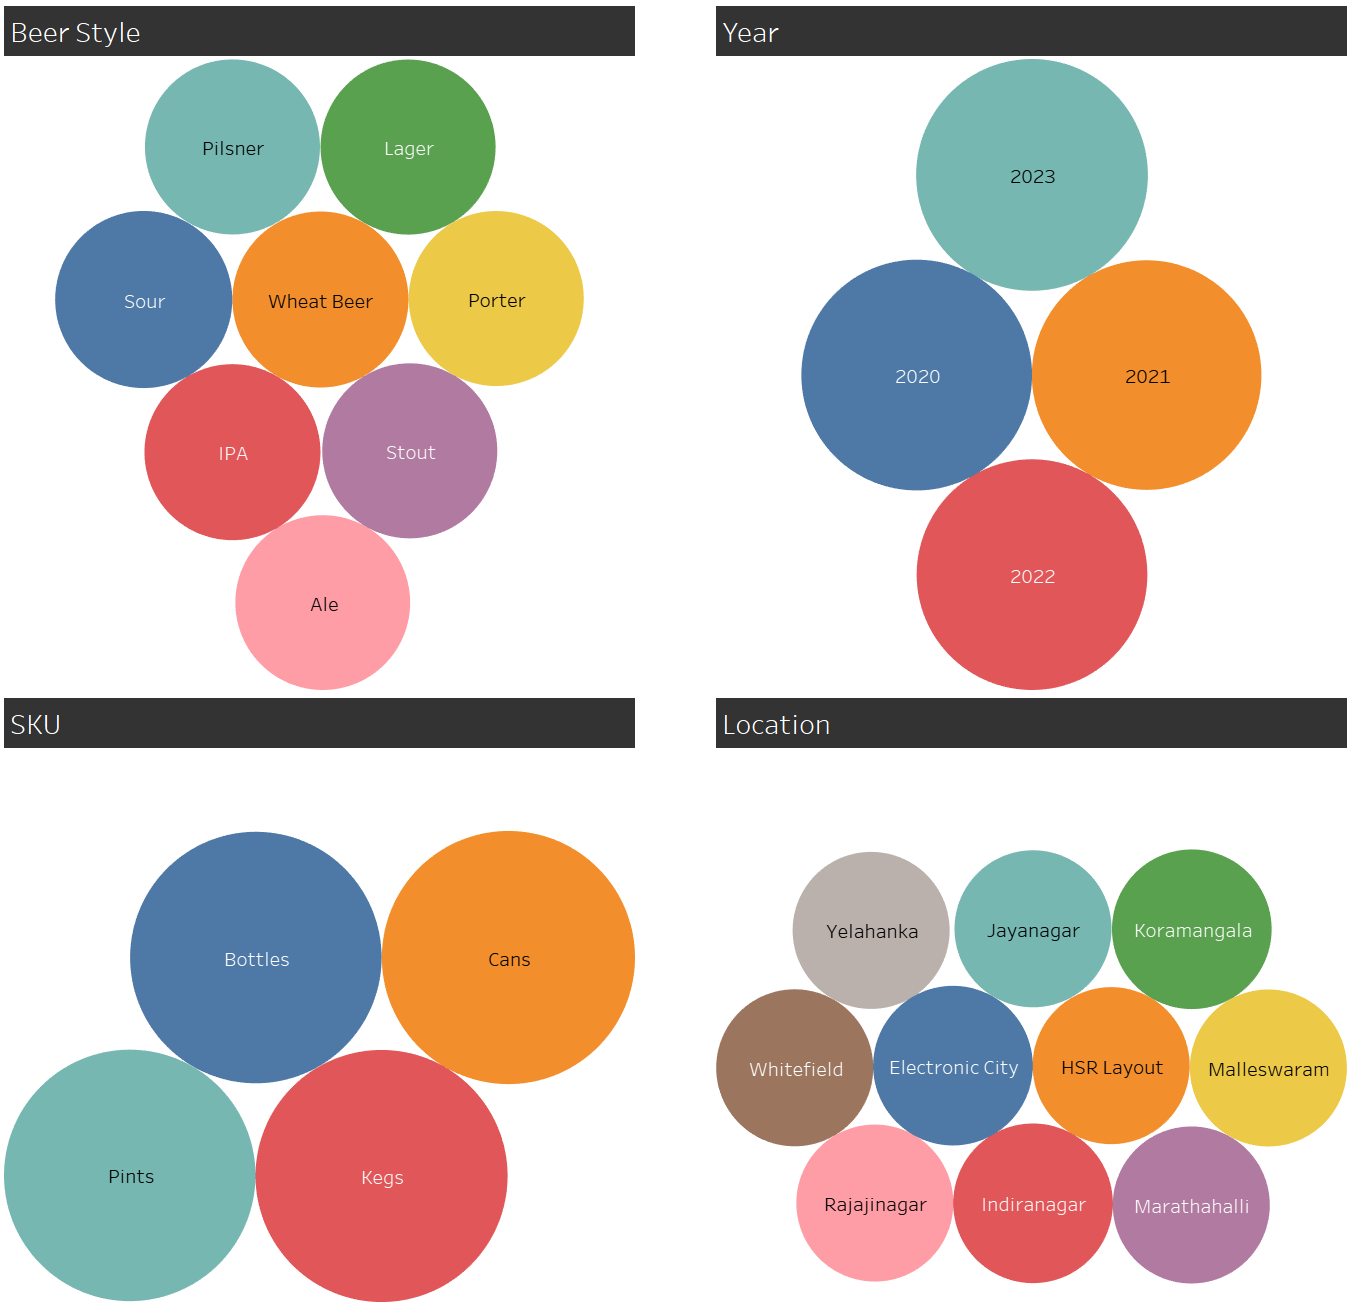 Beer Style
Pilsner
Lager
Sour
Wheat Beer
Porter
IPA
Stout
Ale
Year
2023
2020
2021
2022
SKU
Bottles
Cans
Pints
Kegs
Location
Yelahanka
Jayanagar
Koramangala
Whitefield
Electronic City
HSR Layout
Malleswaram
Rajajinagar
Indiranagar
Marathahalli